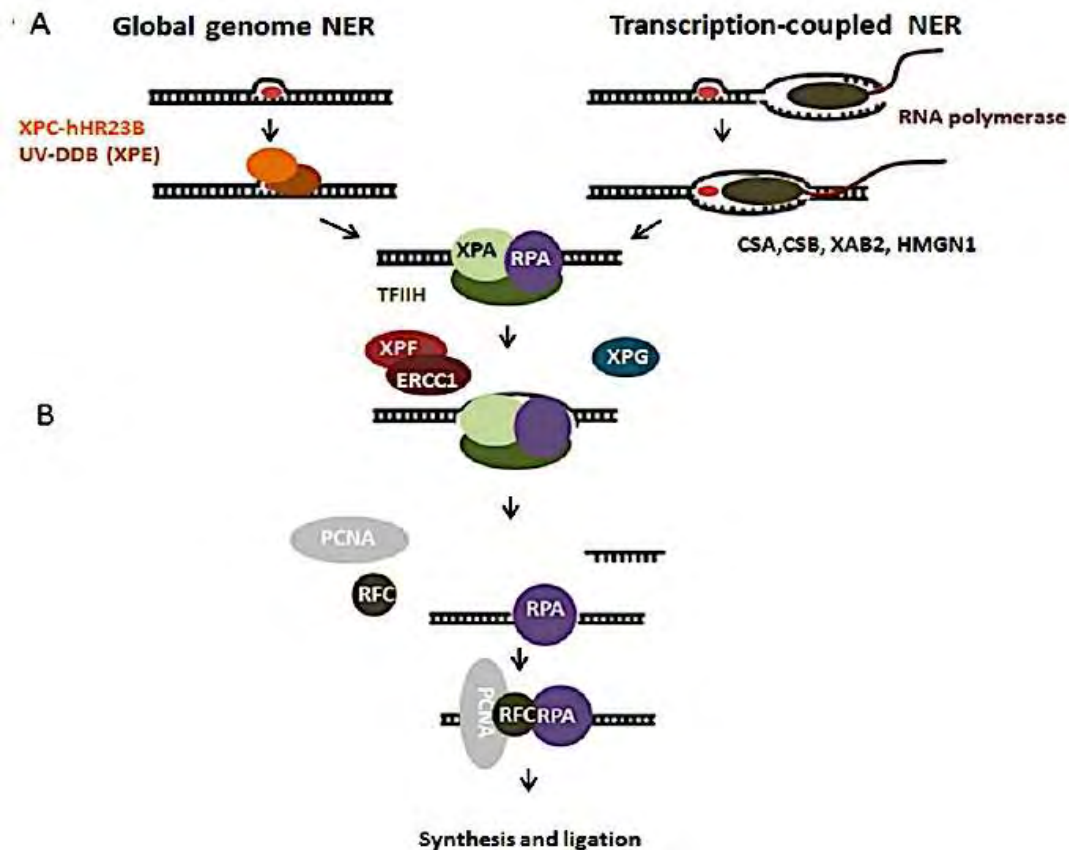 A
Global genome NER
Transcription-coupled NER
XPC-hHR23B
UV-DDB (XPE)
RNA polymerase
CSA,CSB, XAB2, HMGN1
XPA
RPA
TFIIH
XPF
ERCC1
XPG
B
PCNA
RFC
RPA
PCNA
RFC
RPA
Synthesis and ligation